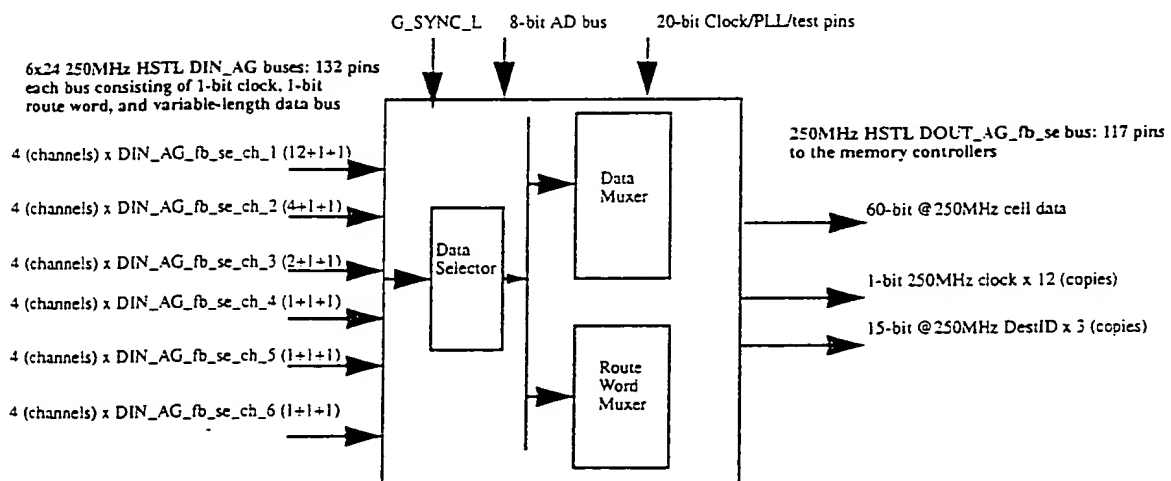 G_SYNC_L
8-bit AD bus
20-bit Clock/PLL/test pins
6x24 250MHz HSTL DIN_AG buses: 132 pins
each bus consisting of 1-bit clock, 1-bit
route word, and variable-length data bus
4 (channels) x DIN_AG_fb_se_ch_1 (12+1+1)
4 (channels) x DIN_AG_fb_se_ch_2 (4+1+1)
4 (channels) x DIN_AG_fb_se_ch_3 (2+1+1)
4 (channels) x DIN_AG_fb_se_ch_4 (1+1+1)
4 (channels) x DIN_AG_fb_se_ch_5 (1+1+1)
4 (channels) x DIN_AG_fb_se_ch_6 (1+1+1)
Data
Selector
Data
Muxer
Route
Word
Muxer
250MHz HSTL DOUT_AG_fb_se bus: 117 pins
to the memory controllers
60-bit @250MHz cell data
1-bit 250MHz clock x 12 (copies)
15-bit @250MHz DestID x 3 (copies)